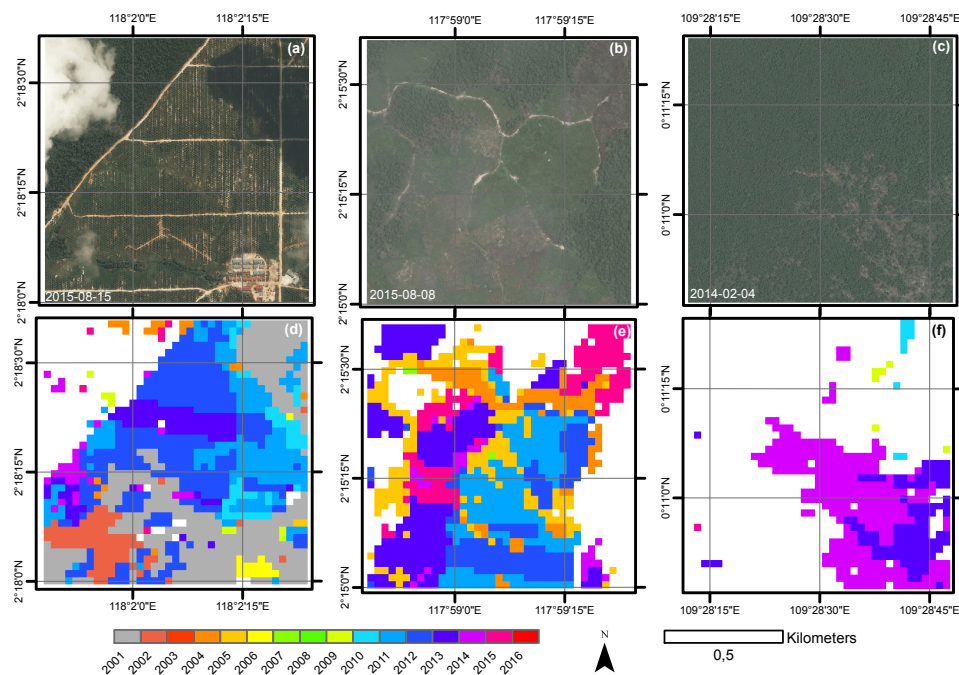 118°2'0"E 118°2'15"E 117°59'0"E 117°59'15"E 109°28'15"E 109°28'30"E 109°28'45"E
(a) (b) (c)
2°18'30"N 2°15'30"N 0°11'15"N
2°18'15"N 2°15'15"N 0°11'0"N
2°18'0"N 2°15'0"N
2015-08-15 2015-08-08 2014-02-04
(d) (e) (f)
2°18'30"N 2°15'30"N 0°11'15"N
2°18'15"N 2°15'15"N 0°11'0"N
2°18'0"N 2°15'0"N
118°2'0"E 118°2'15"E 117°59'0"E 117°59'15"E 109°28'15"E 109°28'30"E 109°28'45"E
2001 2002 2003 2004 2005 2006 2007 2008 2009 2010 2011 2012 2013 2014 2015 2016
N
Kilometers
0,5